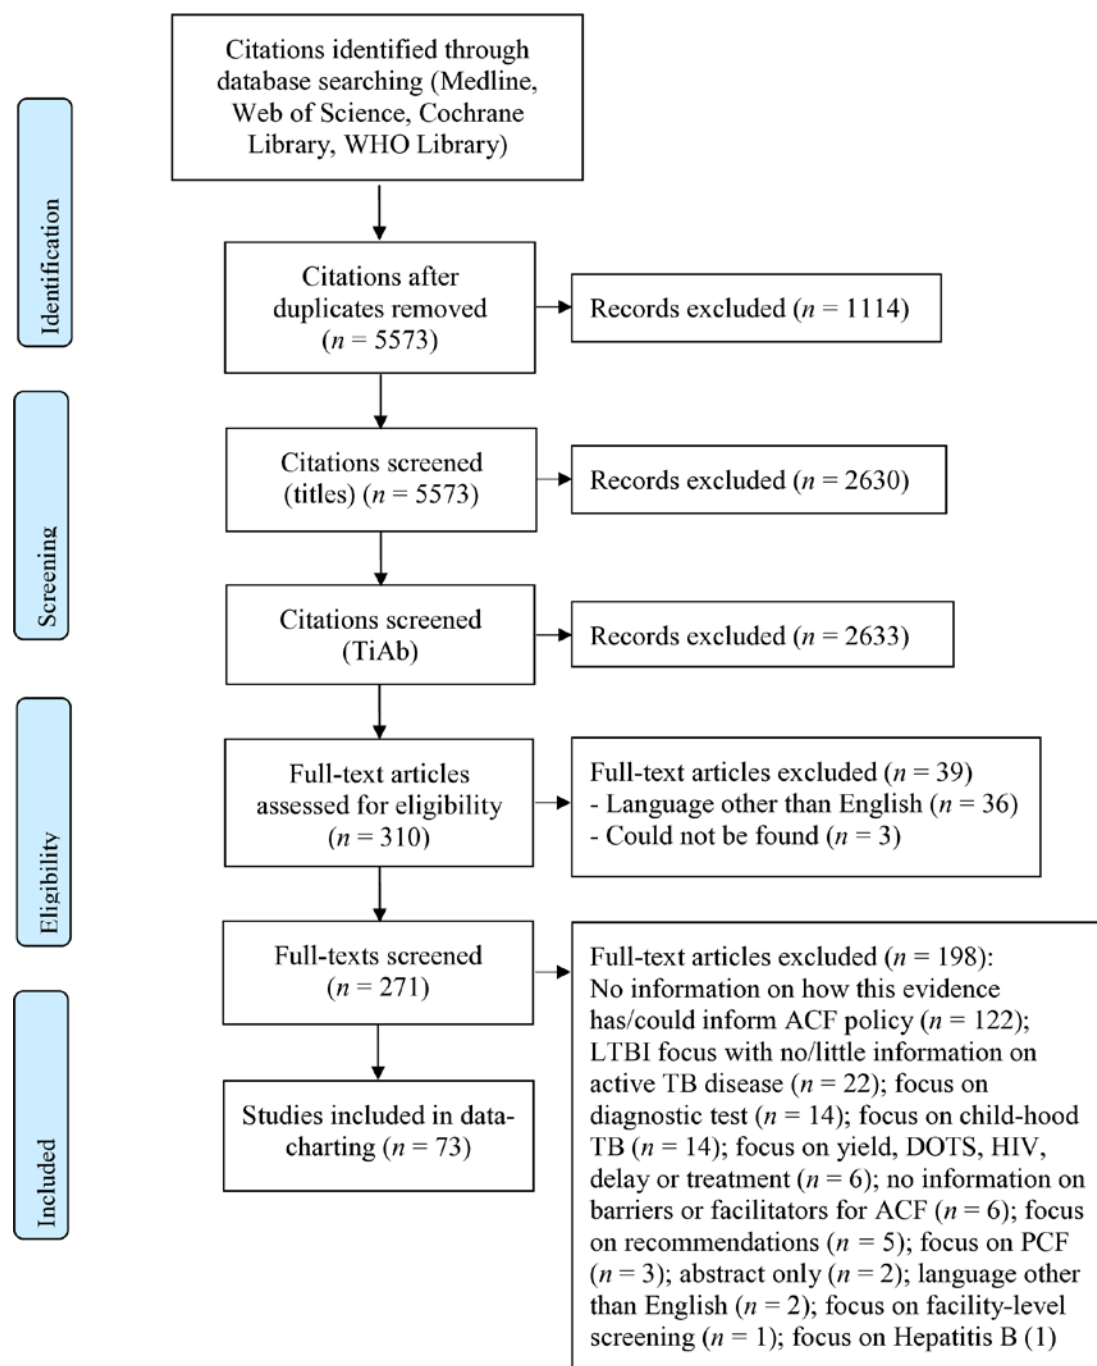 Citations identified through
database searching (Medline,
Web of Science, Cochrane
Library, WHO Library)
Identification
Citations after
duplicates removed
(n = 5573)
Records excluded (n = 1114)
Screening
Citations screened
(titles) (n = 5573)
Records excluded (n = 2630)
Citations screened
(TiAb)
Records excluded (n = 2633)
Eligibility
Full-text articles
assessed for eligibility
(n = 310)
Full-text articles excluded (n = 39)
- Language other than English (n = 36)
- Could not be found (n = 3)
Full-texts screened
(n = 271)
Full-text articles excluded (n = 198):
No information on how this evidence
has/could inform ACF policy (n = 122);
LTBI focus with no/little information on
active TB disease (n = 22); focus on
diagnostic test (n = 14); focus on child-hood
TB (n = 14); focus on yield, DOTS, HIV,
delay or treatment (n = 6); no information on
barriers or facilitators for ACF (n = 6); focus
on recommendations (n = 5); focus on PCF
(n = 3); abstract only (n = 2); language other
than English (n = 2); focus on facility-level
screening (n = 1); focus on Hepatitis B (1)
Included
Studies included in data-
charting (n = 73)